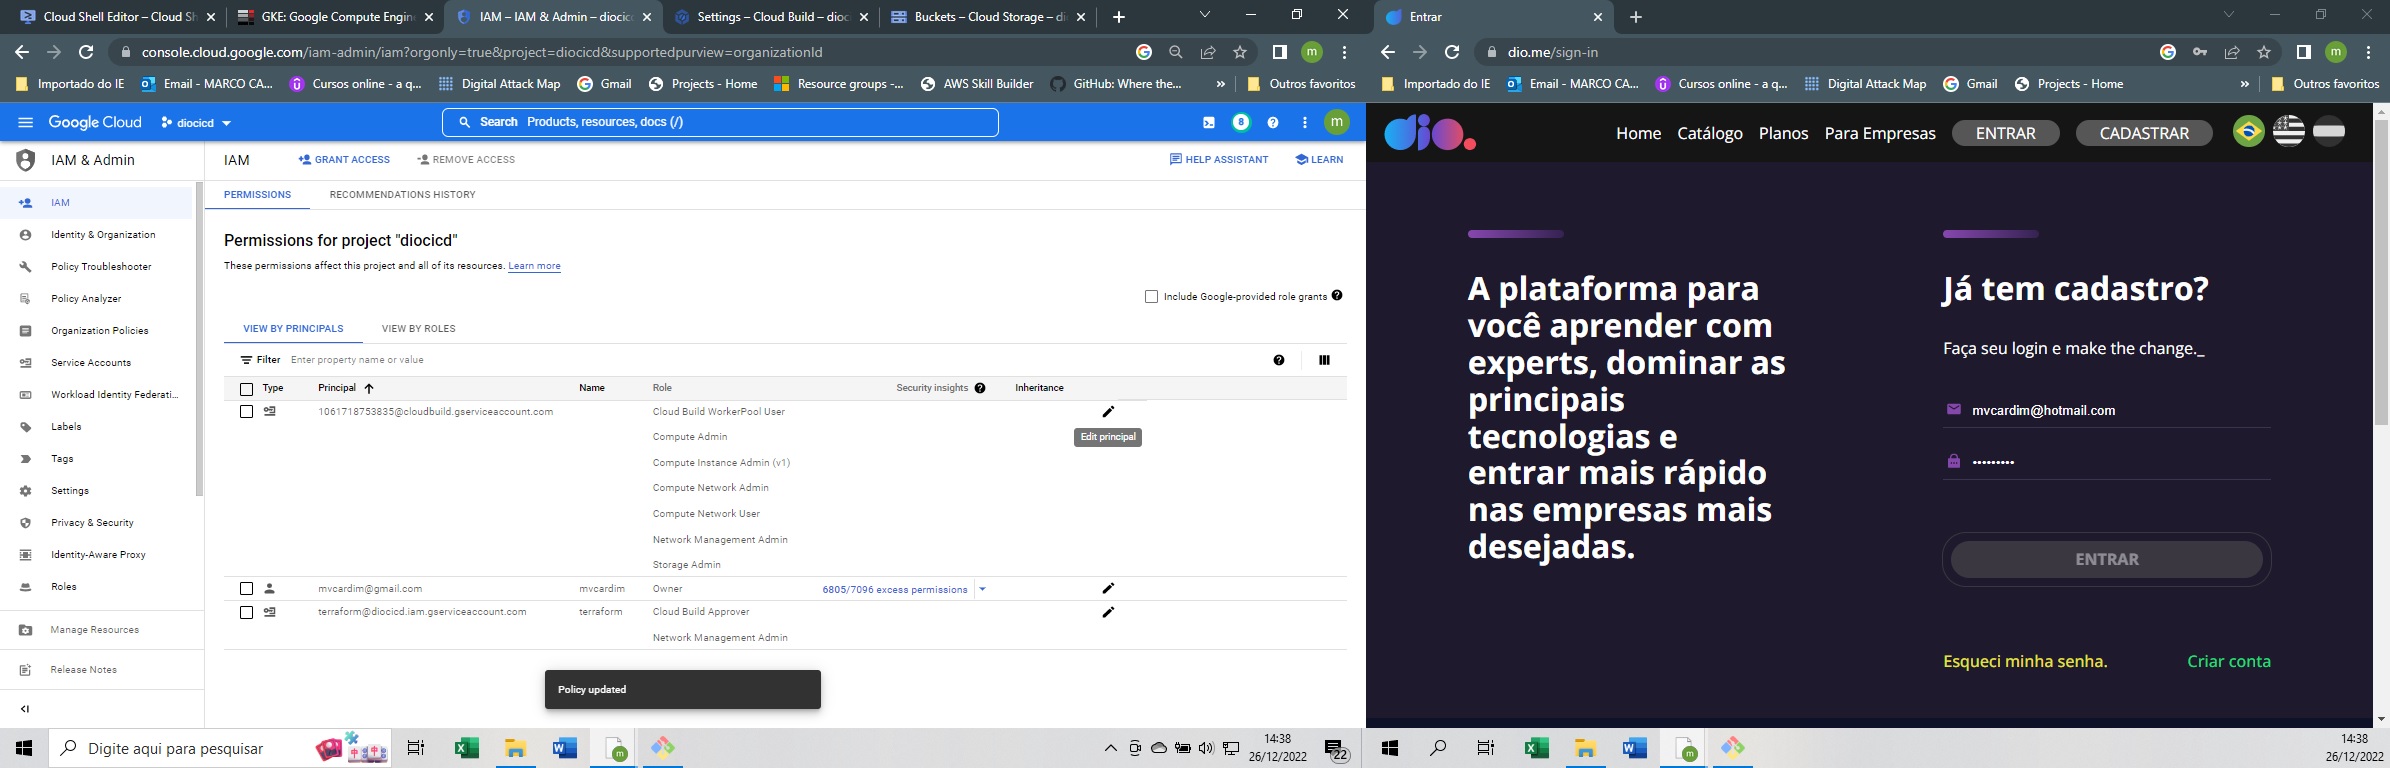 Cloud Shell Editor – Cloud Sh
GKE: Google Compute Engin
IAM – IAM & Admin – diocicd
Settings – Cloud Build – dioc
Buckets – Cloud Storage – di
console.cloud.google.com/iam-admin/iam?orgonly=true&project=diocicd&supportedpurview=organizationId
m
Importado do IE
Email - MARCO CA...
Cursos online - a q...
Digital Attack Map
Gmail
Projects - Home
Resource groups -...
AWS Skill Builder
GitHub: Where the...
»
Outros favoritos
Google Cloud
diocicd
Search Products, resources, docs (/)
8
m
IAM & Admin
IAM
Identity & Organization
Policy Troubleshooter
Policy Analyzer
Organization Policies
Service Accounts
Workload Identity Federati...
Labels
Tags
Settings
Privacy & Security
Identity-Aware Proxy
Roles
Manage Resources
Release Notes
IAM
GRANT ACCESS
REMOVE ACCESS
HELP ASSISTANT
LEARN
PERMISSIONS
RECOMMENDATIONS HISTORY
Permissions for project "diocicd"
These permissions affect this project and all of its resources. Learn more
Include Google-provided role grants
VIEW BY PRINCIPALS
VIEW BY ROLES
Filter Enter property name or value
Type Principal Name Role Security insights Inheritance
1061718753835@cloudbuild.gserviceaccount.com Cloud Build WorkerPool User
Compute Admin
Edit principal
Compute Instance Admin (v1)
Compute Network Admin
Compute Network User
Network Management Admin
Storage Admin
mvcardim@gmail.com mvcardim Owner 6805/7096 excess permissions
terraform@diocicd.iam.gserviceaccount.com terraform Cloud Build Approver
Network Management Admin
Policy updated
Digite aqui para pesquisar
14:38
26/12/2022
22
Entrar
dio.me/sign-in
m
Importado do IE
Email - MARCO CA...
Cursos online - a q...
Digital Attack Map
Gmail
Projects - Home
»
Outros favoritos
dio.
Home
Catálogo
Planos
Para Empresas
ENTRAR
CADASTRAR
A plataforma para
você aprender com
experts, dominar as
principais
tecnologias e
entrar mais rápido
nas empresas mais
desejadas.
Já tem cadastro?
Faça seu login e make the change._
mvcardim@hotmail.com
•••••••••
ENTRAR
Esqueci minha senha.
Criar conta
14:38
26/12/2022